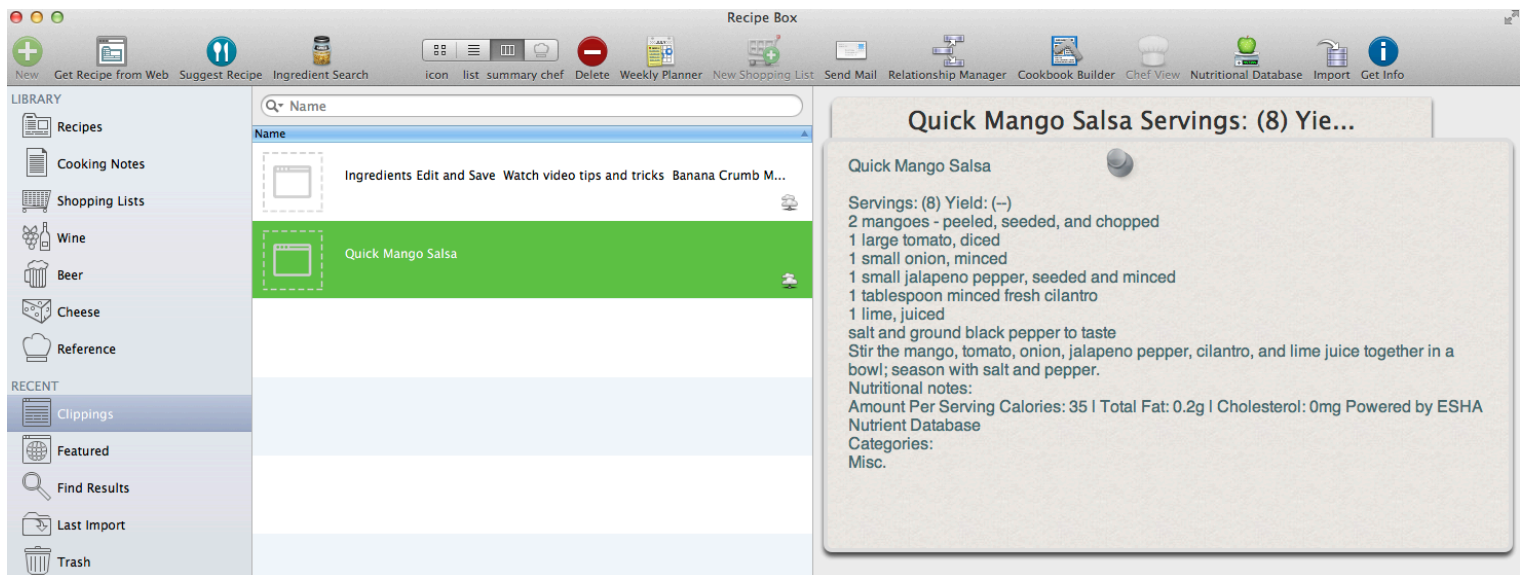 Recipe Box
New Get Recipe from Web Suggest Recipe Ingredient Search icon list summary chef Delete Weekly Planner New Shopping List Send Mail Relationship Manager Cookbook Builder Chef View Nutritional Database Import Get Info
LIBRARY
Recipes
Cooking Notes
Shopping Lists
Wine
Beer
Cheese
Reference
RECENT
Clippings
Featured
Find Results
Last Import
Trash
Name
Name
Ingredients Edit and Save Watch video tips and tricks Banana Crumb M...
Quick Mango Salsa
Quick Mango Salsa Servings: (8) Yie...
Quick Mango Salsa
Servings: (8) Yield: (--)
2 mangoes - peeled, seeded, and chopped
1 large tomato, diced
1 small onion, minced
1 small jalapeno pepper, seeded and minced
1 tablespoon minced fresh cilantro
1 lime, juiced
salt and ground black pepper to taste
Stir the mango, tomato, onion, jalapeno pepper, cilantro, and lime juice together in a
bowl; season with salt and pepper.
Nutritional notes:
Amount Per Serving Calories: 35 | Total Fat: 0.2g | Cholesterol: 0mg Powered by ESHA
Nutrient Database
Categories:
Misc.